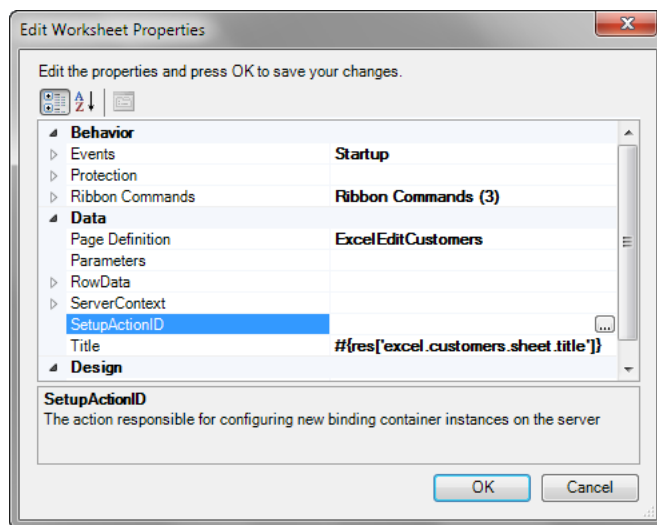 Edit Worksheet Properties
Edit the properties and press OK to save your changes.
Behavior
Events Startup
Protection
Ribbon Commands Ribbon Commands (3)
Data
Page Definition ExcelEditCustomers
Parameters
RowData
ServerContext
SetupActionID ...
Title #{res['excel.customers.sheet.title']}
Design
SetupActionID
The action responsible for configuring new binding container instances on the server
OK Cancel